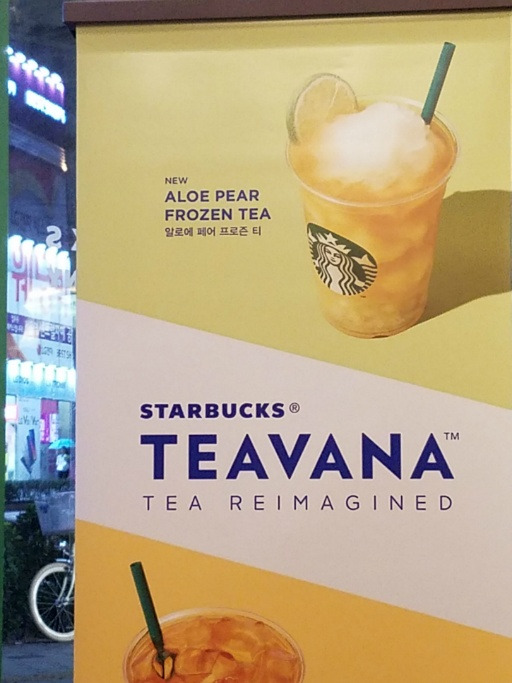 NEW
ALOE PEAR
FROZEN TEA
알로에 페어 프로즌 티
STARBUCKS®
TEAVANA™
TEA REIMAGINED